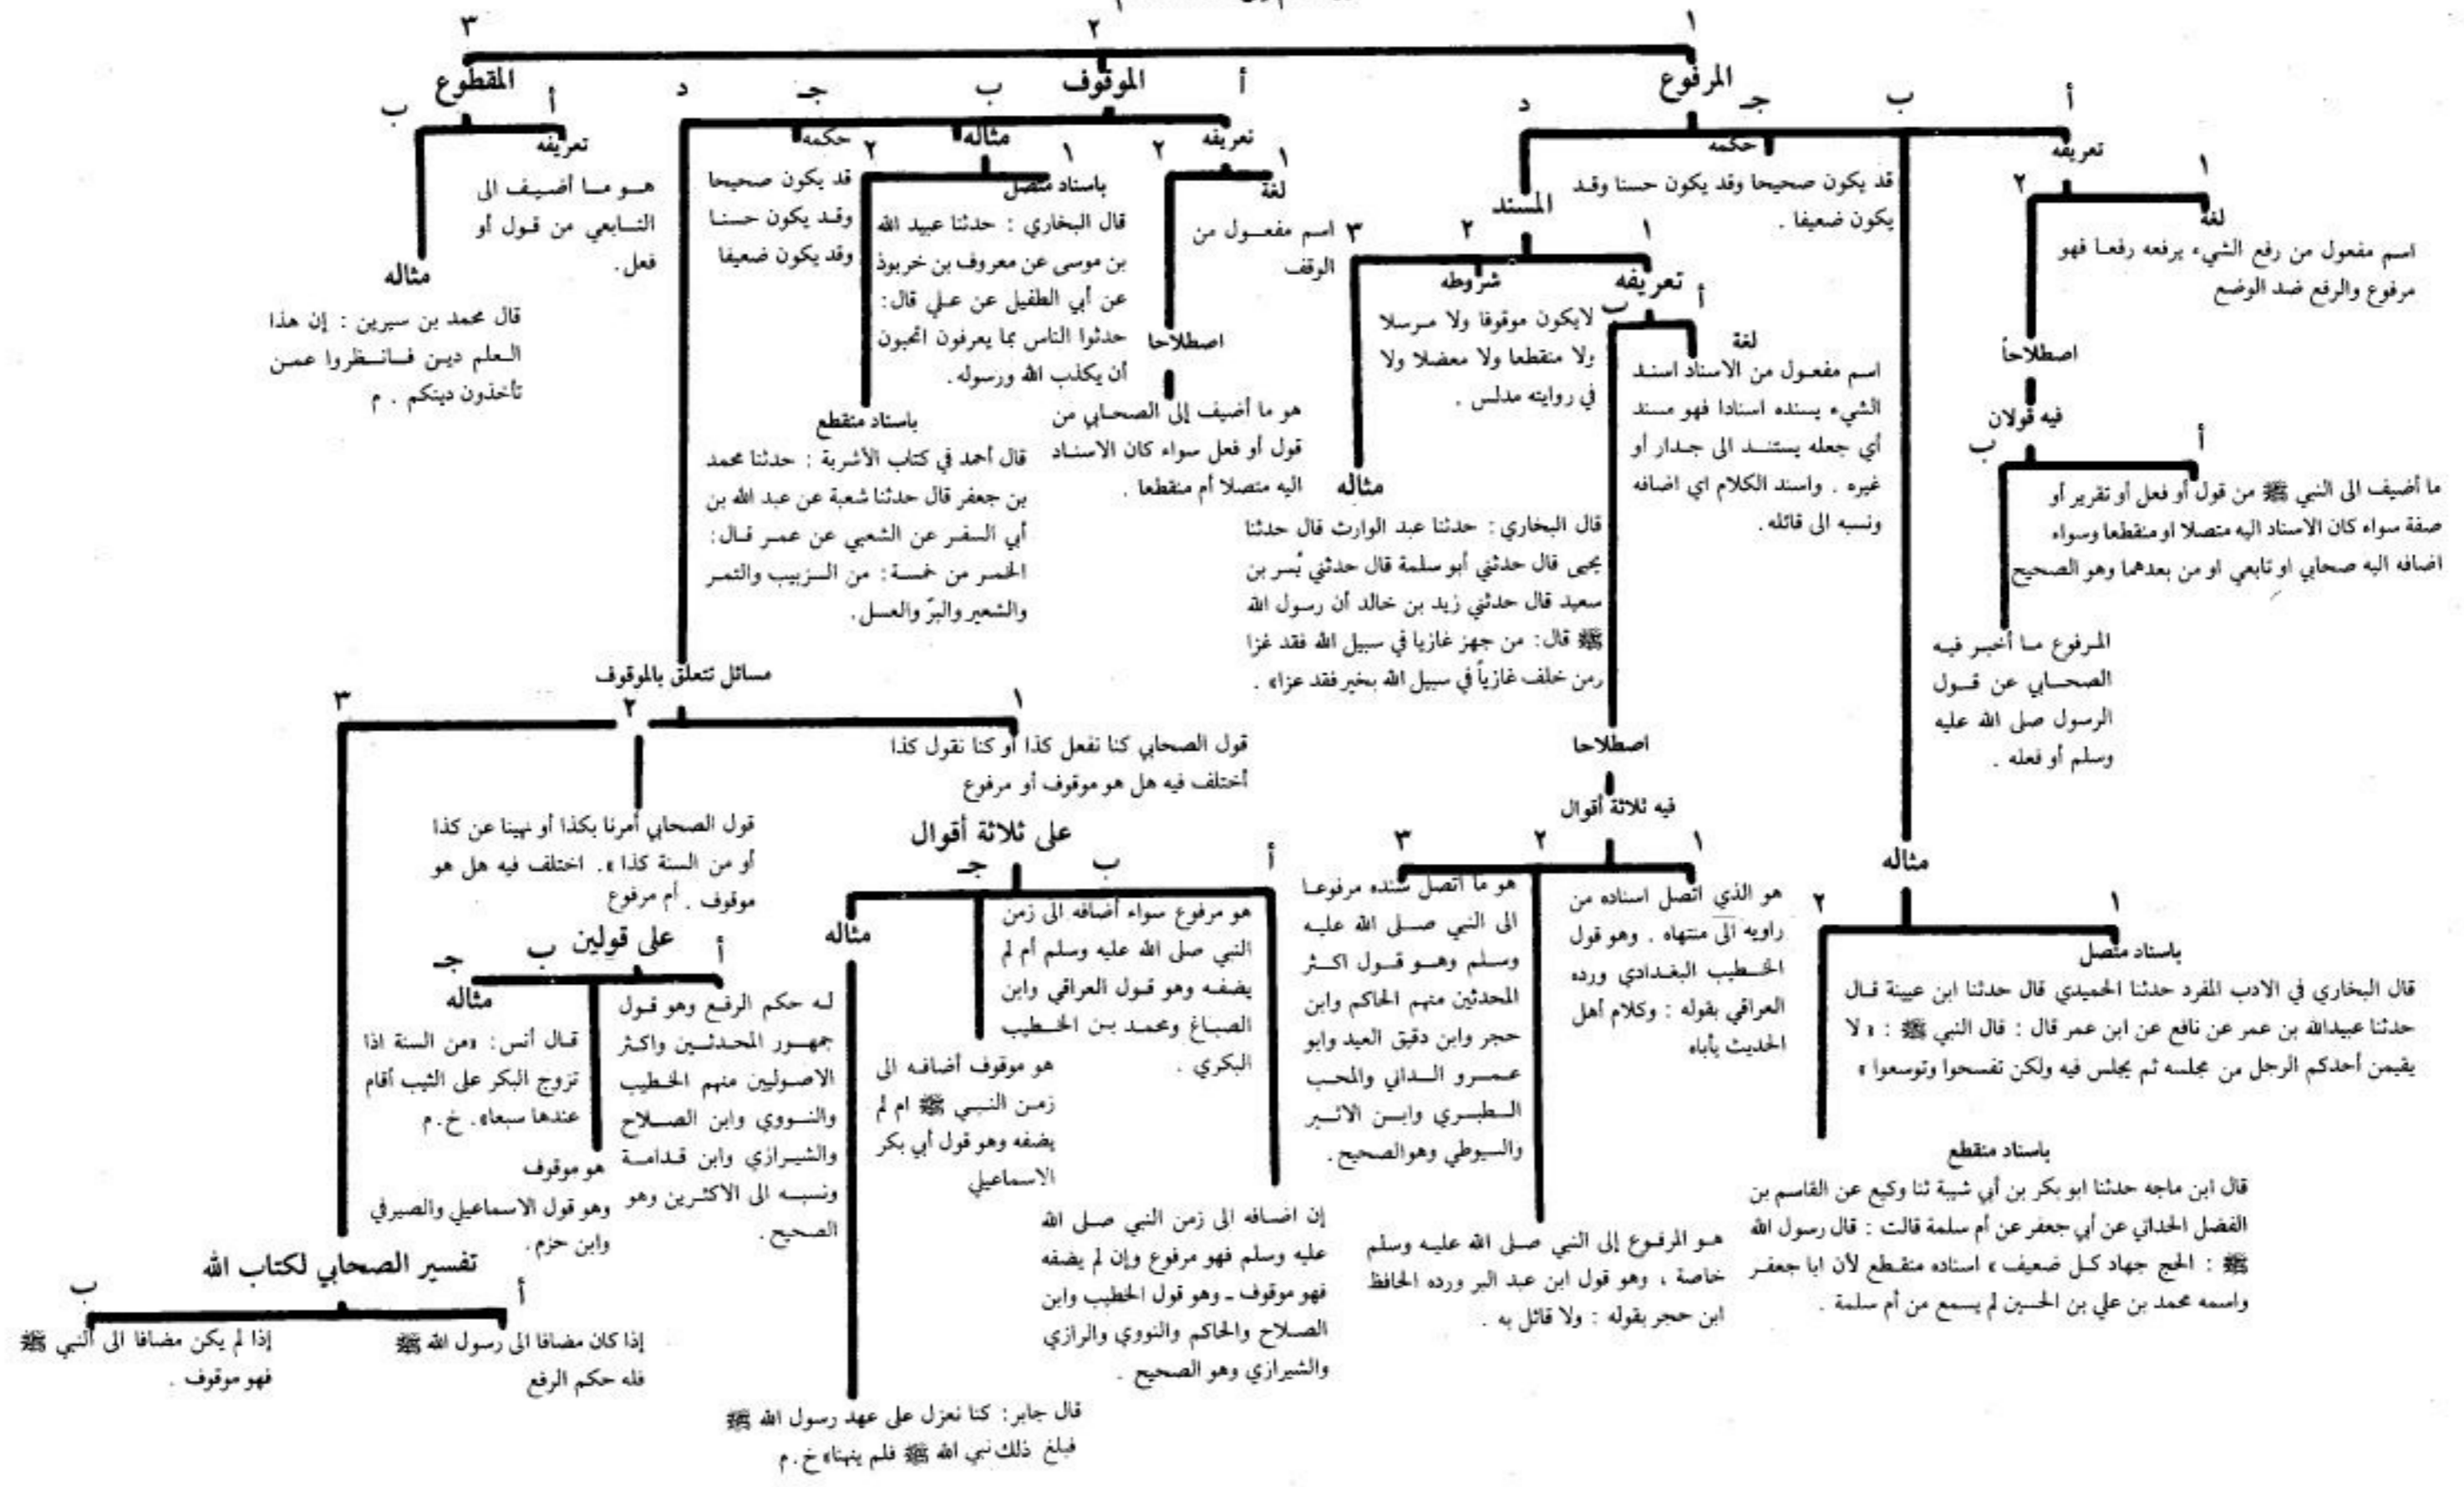 ١
٢
٣
المرفوع
أ
ب
جـ
د
تعريفه
١
٢
لغة
اسم مفعول من رفع الشيء يرفعه رفعا فهو
مرفوع والرفع ضد الوضع
اصطلاحاً
فيه قولان
أ
ب
ما أضيف الى النبي ﷺ من قول أو فعل أو تقرير أو
صفة سواء كان الاسناد اليه متصلا او منقطعا وسواء
اضافه اليه صحابي او تابعي او من بعدهما وهو الصحيح
المرفوع ما أخبر فيه
الصحابي عن قول
الرسول صلى الله عليه
وسلم أو فعله .
مثاله
١
٢
باسناد متصل
قال البخاري في الادب المفرد حدثنا الحميدي قال حدثنا ابن عيينة قال
حدثنا عبيدالله بن عمر عن نافع عن ابن عمر قال : قال النبي ﷺ : « لا
يقيمن أحدكم الرجل من مجلسه ثم يجلس فيه ولكن تفسحوا وتوسعوا »
باسناد منقطع
قال ابن ماجه حدثنا ابو بكر بن أبي شيبة ثنا وكيع عن القاسم بن
الفضل الحداني عن أبي جعفر عن أم سلمة قالت : قال رسول الله
ﷺ : الحج جهاد كل ضعيف » اسناده منقطع لأن ابا جعفر
واسمه محمد بن علي بن الحسين لم يسمع من أم سلمة .
حكمه
قد يكون صحيحا وقد يكون حسنا وقد
يكون ضعيفا .
المسند
١
٢
٣
تعريفه
أ
ب
لغة
اسم مفعول من الاسناد اسند
الشيء يسنده اسنادا فهو مسند
أي جعله يستند الى جدار أو
غيره . واسند الكلام اي اضافه
ونسبه الى قائله .
اصطلاحا
فيه ثلاثة أقوال
١
٢
٣
هو الذي اتصل اسناده من
راويه الى منتهاه . وهو قول
الخطيب البغدادي ورده
العراقي بقوله : وكلام أهل
الحديث يأباه
هو المرفوع إلى النبي صلى الله عليه وسلم
خاصة ، وهو قول ابن عبد البر ورده الحافظ
ابن حجر بقوله : ولا قائل به .
هو ما اتصل سنده مرفوعا
الى النبي صلى الله عليه
وسلم وهو قول اكثر
المحدثين منهم الحاكم وابن
حجر وابن دقيق العيد وابو
عمرو الداني والمحب
الطبري وابن الاثير
والسيوطي وهو الصحيح .
شروطه
لايكون موقوفا ولا مرسلا
ولا منقطعا ولا معضلا ولا
في روايته مدلس .
مثاله
قال البخاري : حدثنا عبد الوارث قال حدثنا
يحيى قال حدثني أبو سلمة قال حدثني بُسر بن
سعيد قال حدثني زيد بن خالد أن رسول الله
ﷺ قال : من جهز غازيا في سبيل الله فقد غزا
رمن خلف غازياً في سبيل الله بخير فقد عزا» .
الموقوف
أ
ب
جـ
د
تعريفه
١
٢
لغة
اسم مفعول من
الوقف
اصطلاحا
هو ما أضيف إلى الصحابي من
قول أو فعل سواء كان الاسناد
اليه متصلا أم منقطعا .
مثاله
١
٢
باسناد متصل
قال البخاري : حدثنا عبيد الله
بن موسى عن معروف بن خربوذ
عن أبي الطفيل عن علي قال :
حدثوا الناس بما يعرفون اتحبون
أن يكذب الله ورسوله .
باسناد منقطع
قال أحمد في كتاب الأشربة : حدثنا محمد
بن جعفر قال حدثنا شعبة عن عبد الله بن
أبي السفر عن الشعبي عن عمر قال :
الخمر من خمسة : من الزبيب والتمر
والشعير والبرّ والعسل .
حكمه
قد يكون صحيحا
وقد يكون حسنا
وقد يكون ضعيفا
مسائل تتعلق بالموقوف
١
٢
٣
قول الصحابي كنا نفعل كذا أو كنا نقول كذا
أختلف فيه هل هو موقوف أو مرفوع
على ثلاثة أقوال
أ
ب
جـ
إن اضافه الى زمن النبي صلى الله
عليه وسلم فهو مرفوع وإن لم يضفه
فهو موقوف ـ وهو قول الخطيب وابن
الصلاح والحاكم والنووي والرازي
والشيرازي وهو الصحيح .
هو مرفوع سواء أضافه الى زمن
النبي صلى الله عليه وسلم أم لم
يضفه وهو قول العراقي وابن
الصباغ ومحمد بن الخطيب
البكري .
هو موقوف أضافه الى
زمن النبي ﷺ ام لم
يضفه وهو قول أبي بكر
الاسماعيلي
مثاله
قال جابر : كنا نعزل على عهد رسول الله ﷺ
فبلغ ذلك نبي الله ﷺ فلم ينهنا» خ . م
قول الصحابي أمرنا بكذا أو نهينا عن كذا
أو من السنة كذا » . اختلف فيه هل هو
موقوف . أم مرفوع
على قولين
أ
ب
جـ
له حكم الرفع وهو قول
جمهور المحدثين واكثر
الاصوليين منهم الخطيب
والنووي وابن الصلاح
والشيرازي وابن قدامة
ونسبه الى الاكثرين وهو
الصحيح .
هو موقوف
وهو قول الاسماعيلي والصيرفي
وابن حزم .
مثاله
قال أنس : «من السنة اذا
تزوج البكر على الثيب أقام
عندها سبعا» . خ . م
تفسير الصحابي لكتاب الله
أ
ب
إذا كان مضافا الى رسول الله ﷺ
فله حكم الرفع
إذا لم يكن مضافا الى النبي ﷺ
فهو موقوف .
المقطوع
أ
ب
تعريفه
هو ما أضيف الى
التابعي من قول أو
فعل .
مثاله
قال محمد بن سيرين : إن هذا
العلم دين فانظروا عمن
تأخذون دينكم . م